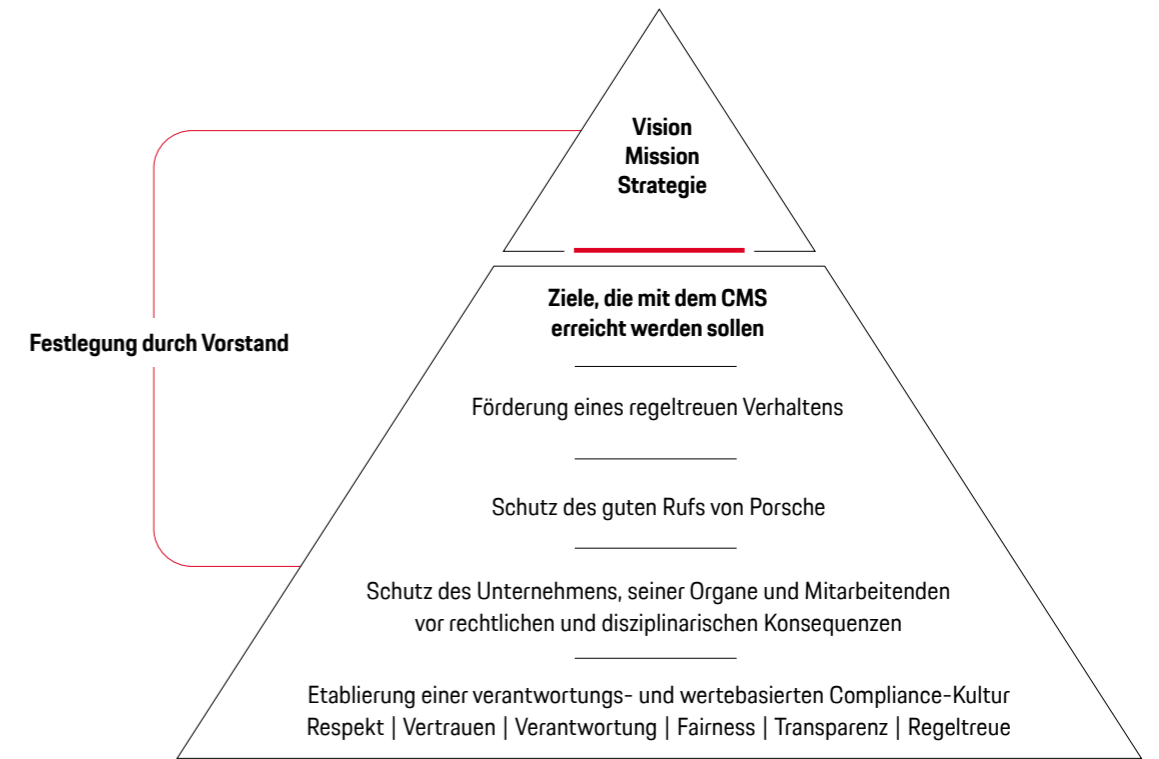 Vision
Mission
Strategie
Ziele, die mit dem CMS
erreicht werden sollen
Festlegung durch Vorstand
Förderung eines regeltreuen Verhaltens
Schutz des guten Rufs von Porsche
Schutz des Unternehmens, seiner Organe und Mitarbeitenden
vor rechtlichen und disziplinarischen Konsequenzen
Etablierung einer verantwortungs- und wertebasierten Compliance-Kultur
Respekt | Vertrauen | Verantwortung | Fairness | Transparenz | Regeltreue